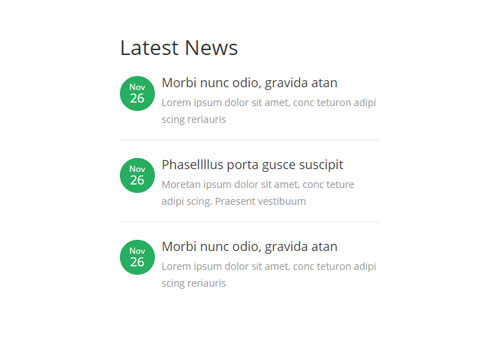 Latest News
Nov
26
Morbi nunc odio, gravida atan
Lorem ipsum dolor sit amet, conc teturon adipi
scing reriauris
Nov
26
Phasellllus porta gusce suscipit
Moretan ipsum dolor sit amet, conc teture
adipi scing. Praesent vestibuum
Nov
26
Morbi nunc odio, gravida atan
Lorem ipsum dolor sit amet, conc teturon adipi
scing reriauris